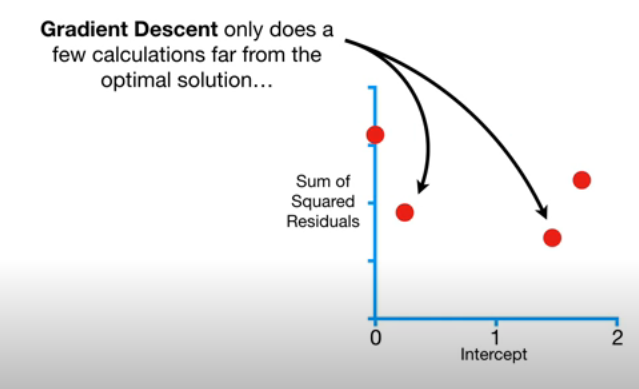 Gradient Descent only does a
few calculations far from the
optimal solution…
Sum of
Squared
Residuals
0
1
2
Intercept